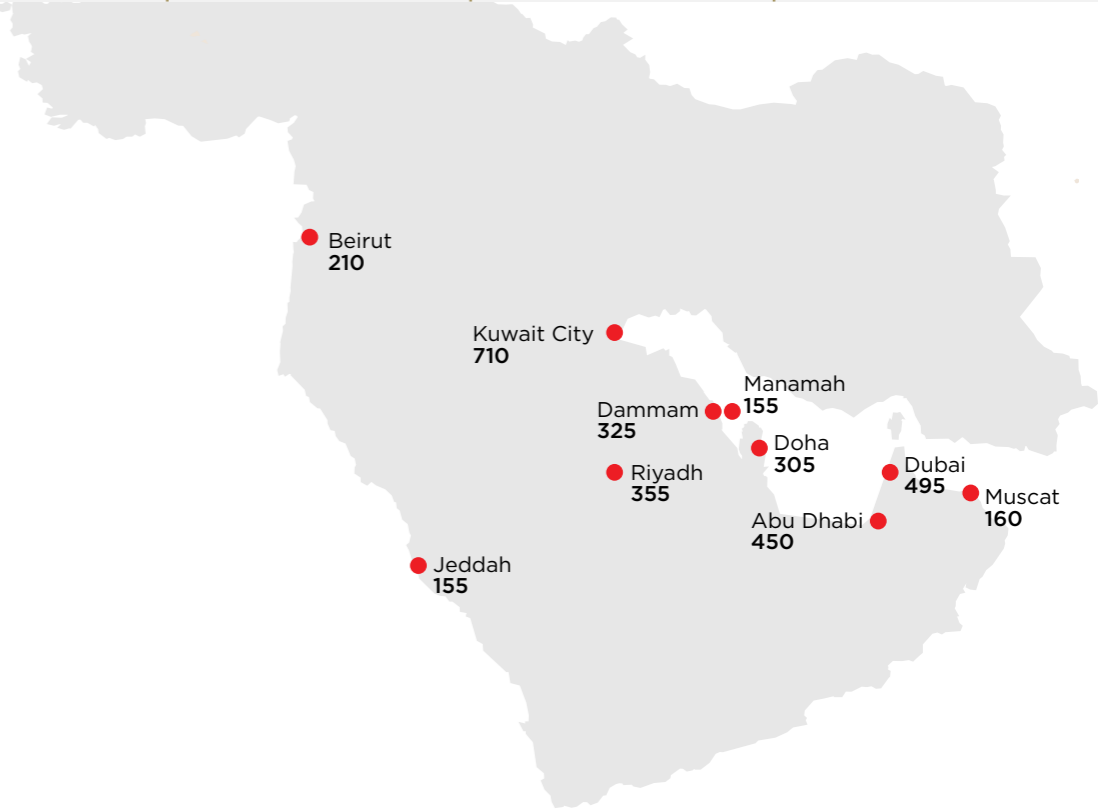 Beirut
210
Kuwait City
710
Manamah
155
Dammam
325
Doha
305
Riyadh
355
Dubai
495
Muscat
160
Abu Dhabi
450
Jeddah
155